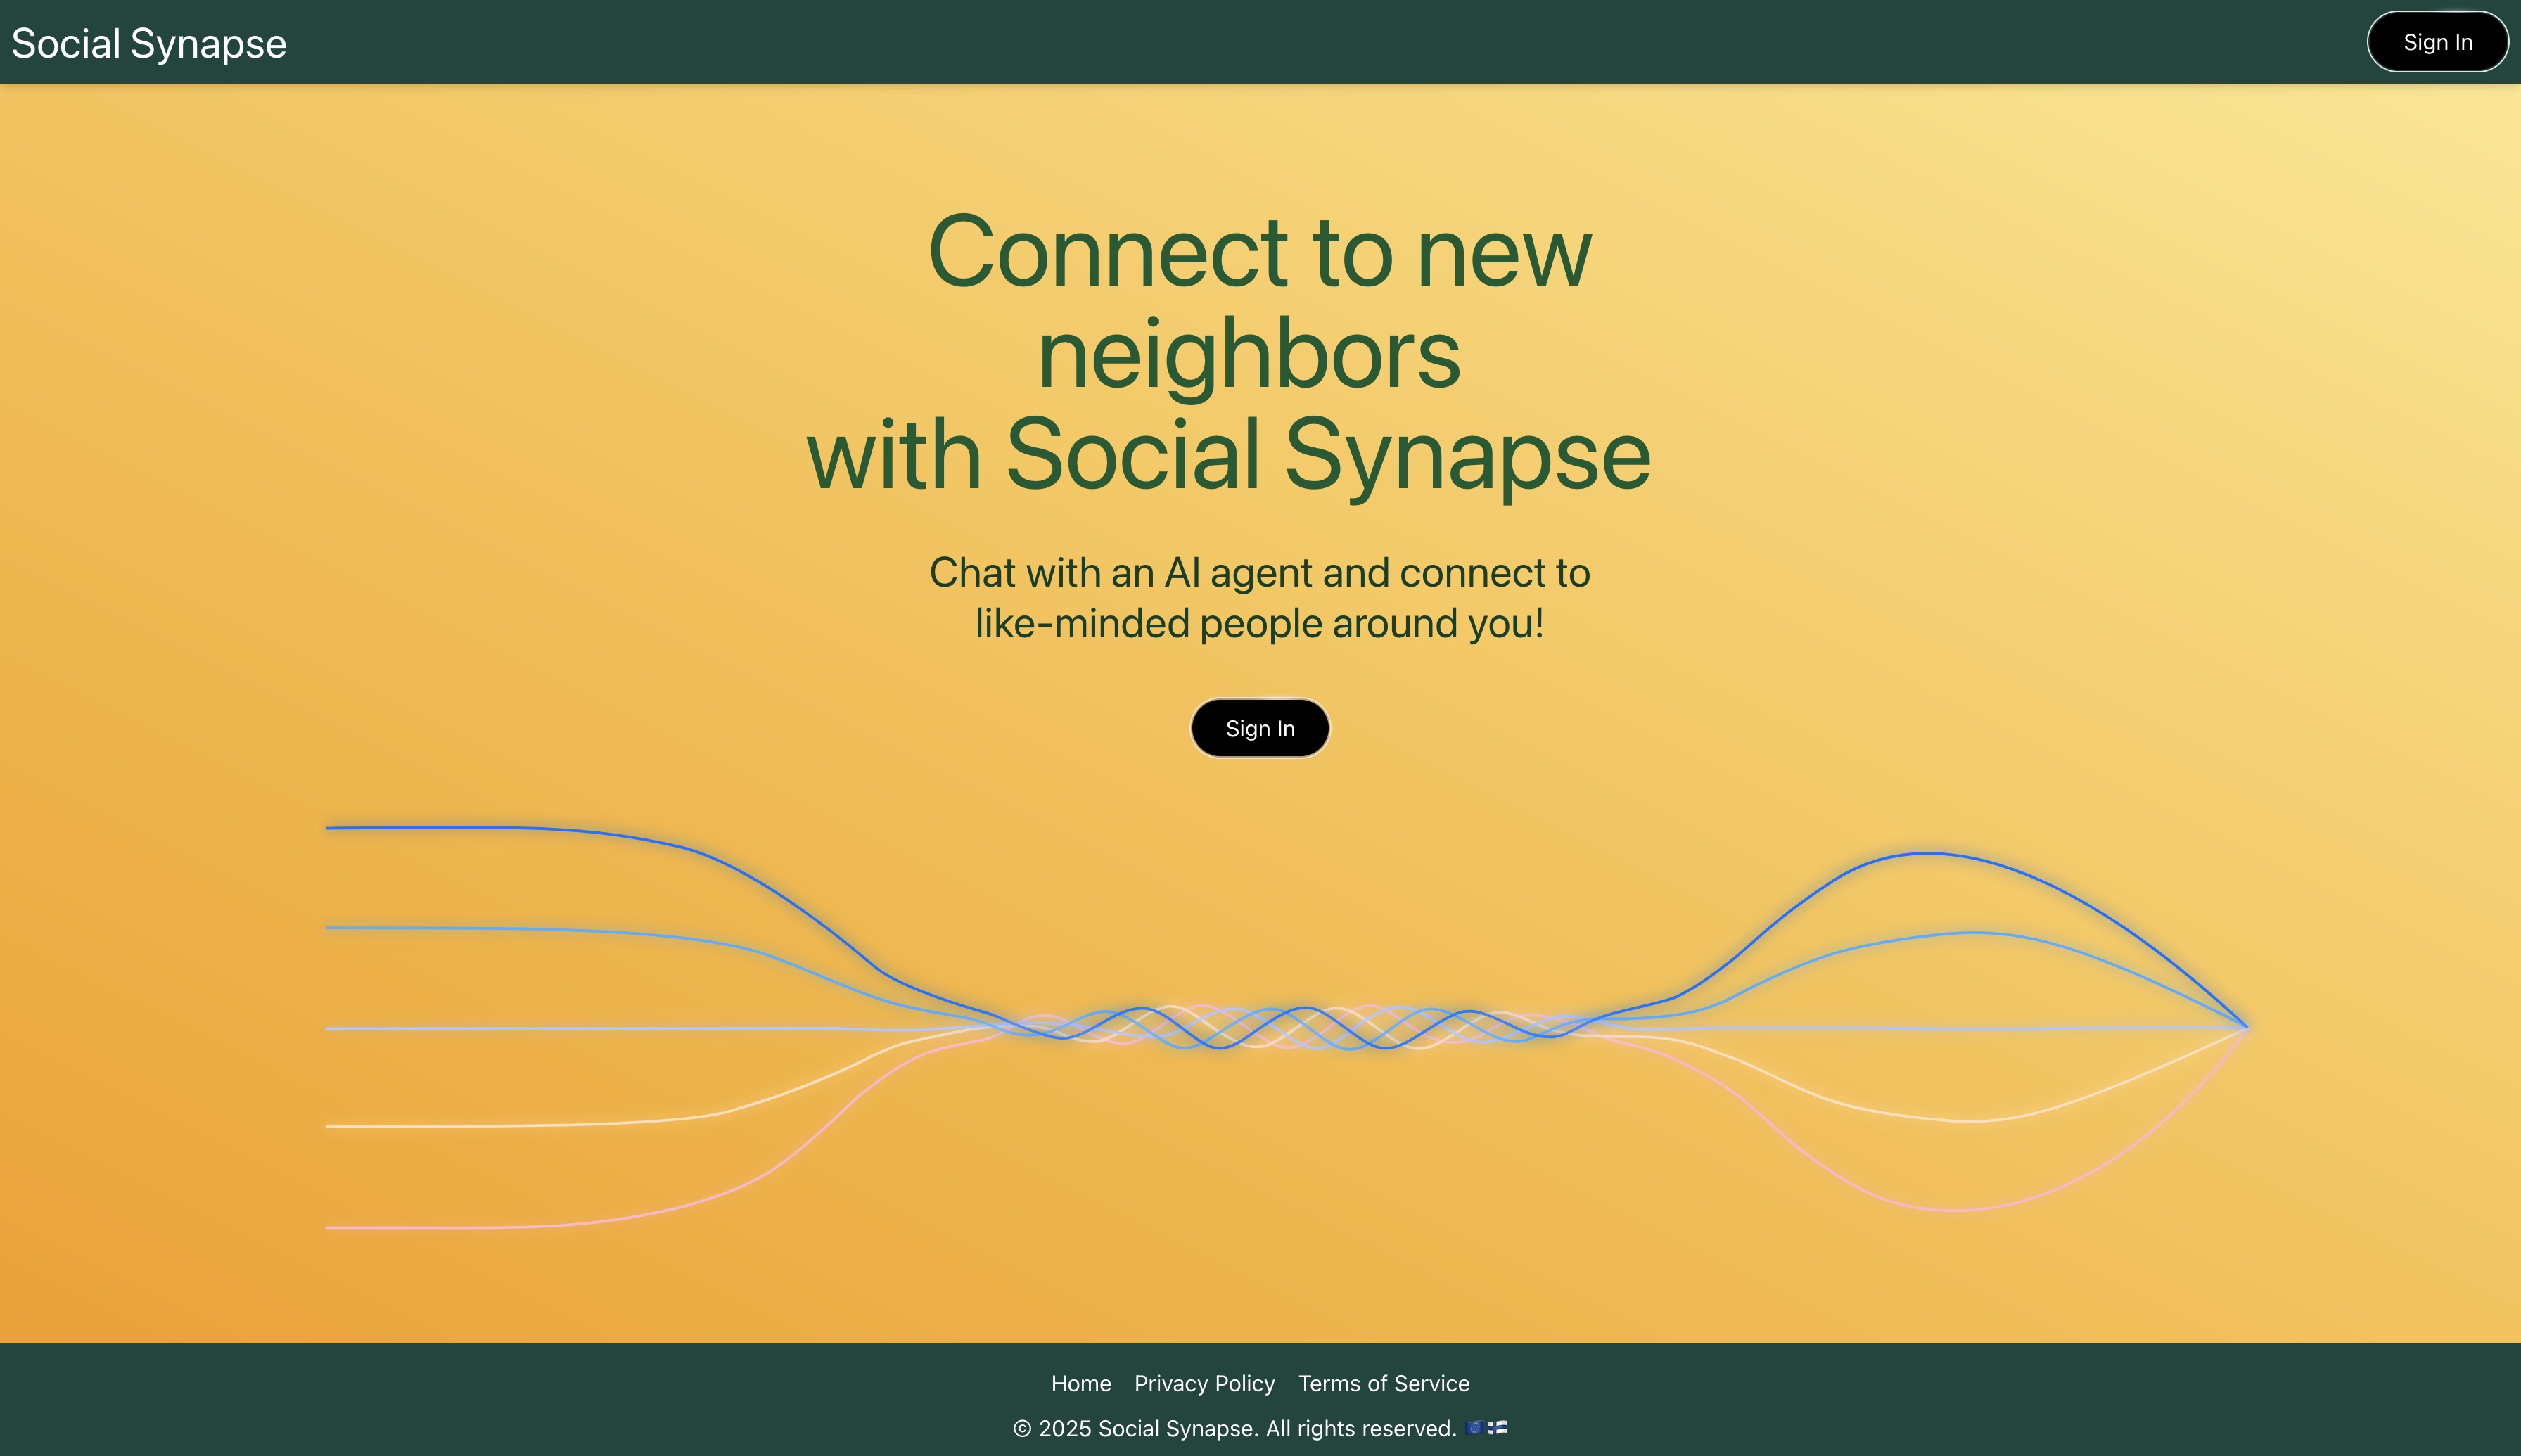 Social Synapse
Sign In
Connect to new
neighbors
with Social Synapse
Chat with an AI agent and connect to
like-minded people around you!
Sign In
Home Privacy Policy Terms of Service
© 2025 Social Synapse. All rights reserved. 🇪🇺🇫🇮